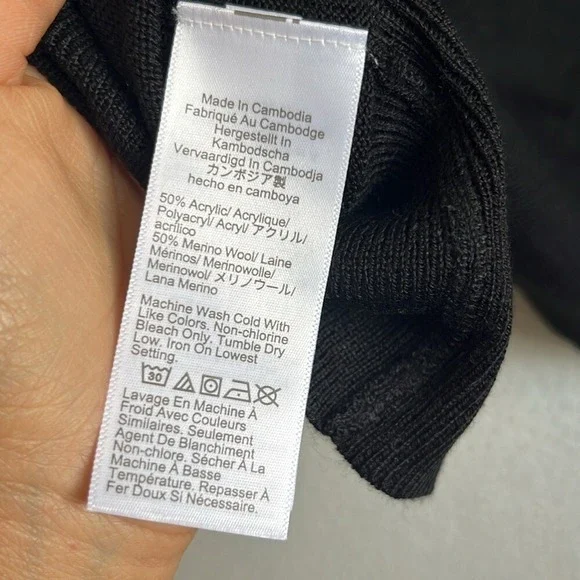 Made In Cambodia
Fabriqué Au Cambodge
Hergestellt In
Kambodscha
Vervaardigd In Cambodja
カンボジア製
hecho en camboya
50% Acrylic/ Acrylique/
Polyacryl/ Acryl/ アクリル/
acrílico
50% Merino Wool/ Laine
Mérinos/ Merinowolle/
Merinowol/ メリノウール/
Lana Merino
Machine Wash Cold With
Like Colors. Non-chlorine
Bleach Only. Tumble Dry
Low. Iron On Lowest
Setting.
30
Lavage En Machine À
Froid Avec Couleurs
Similaires. Seulement
Agent De Blanchiment
Non-chlore. Sécher À La
Machine À Basse
Température. Repasser À
Fer Doux Si Nécessaire.